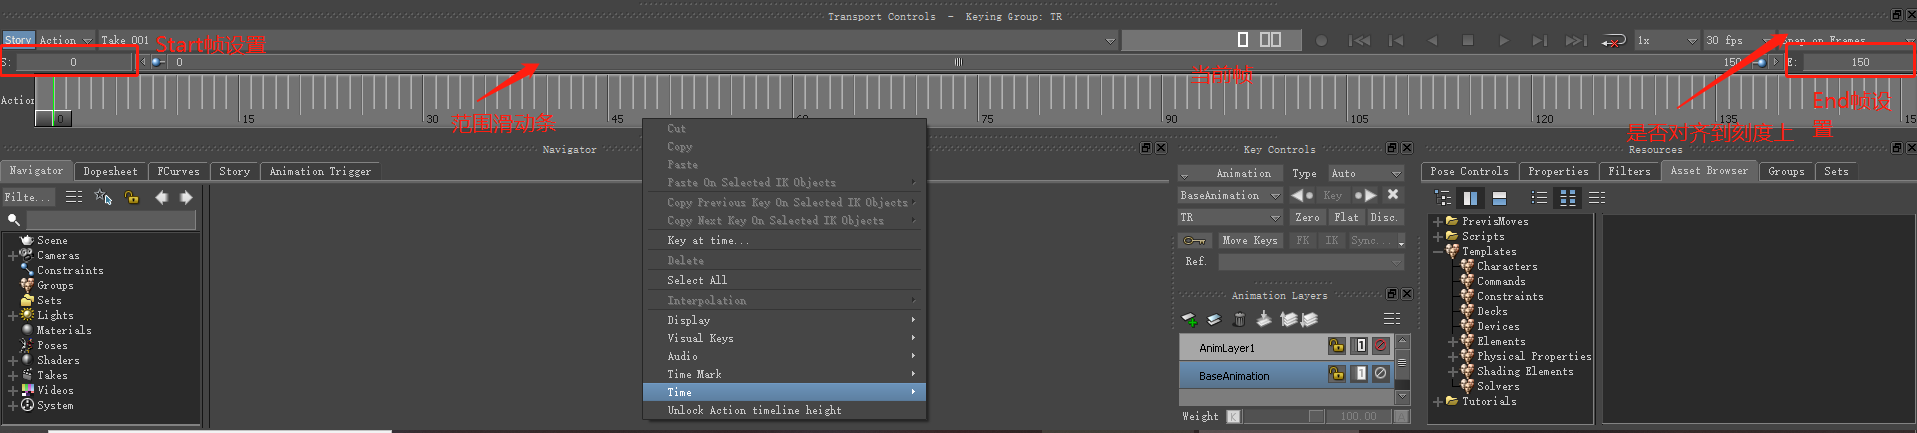 Transport Controls - Keying Group: TR
Story Action Take 001 1x 30 fps Snap on Frames
Start帧设置
S: 0 0 150 E: 150
当前帧
Action
0 15 30 45 60 75 90 105 120 135 15
范围滑动条
End帧设置
是否对齐到刻度上
Navigator
Navigator Dopesheet FCurves Story Animation Trigger
Filte...
Scene
Cameras
Constraints
Groups
Sets
Lights
Materials
Poses
Shaders
Takes
Videos
System
Cut
Copy
Paste
Paste On Selected IK Objects
Copy Previous Key On Selected IK Objects
Copy Next Key On Selected IK Objects
Key at time...
Delete
Select All
Interpolation
Display
Visual Keys
Audio
Time Mark
Time
Unlock Action timeline height
Key Controls
Animation Type Auto
BaseAnimation Key
TR Zero Flat Disc.
Move Keys FK IK Sync...
Ref.
Animation Layers
AnimLayer1
BaseAnimation
Weight K 100.00 A
Resources
Pose Controls Properties Filters Asset Browser Groups Sets
PrevisMoves
Scripts
Templates
Characters
Commands
Constraints
Decks
Devices
Elements
Physical Properties
Shading Elements
Solvers
Tutorials